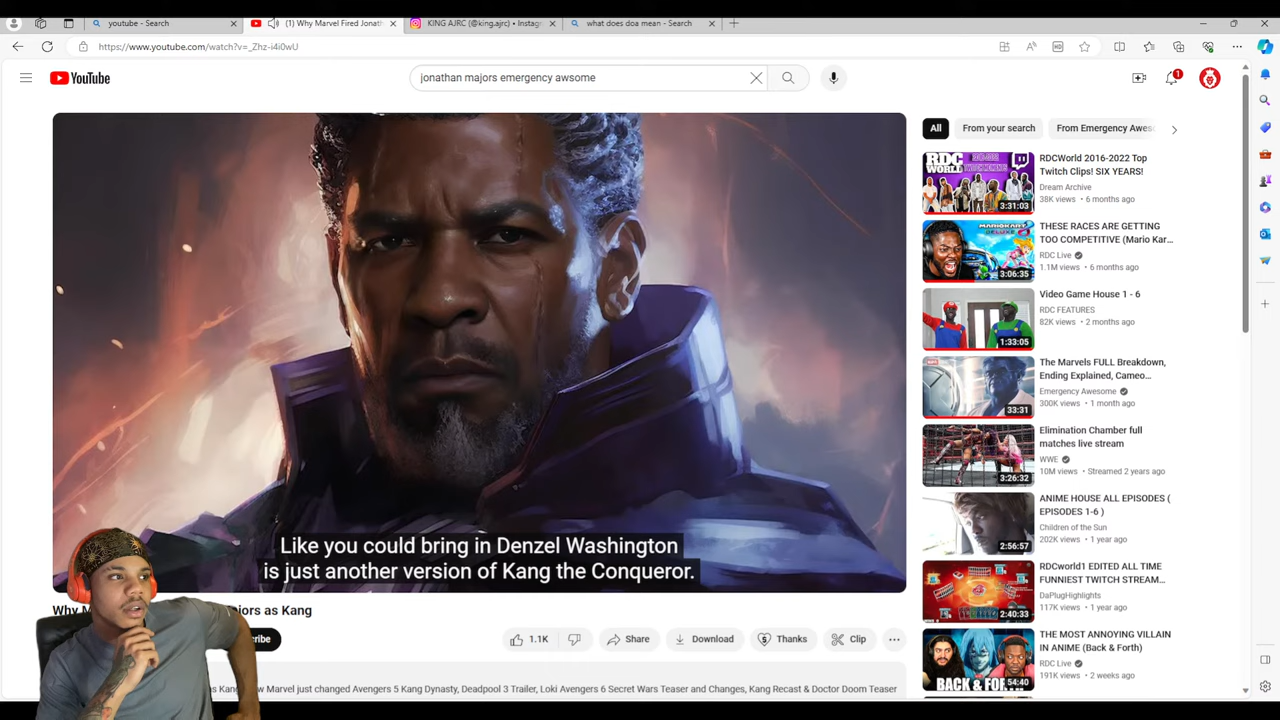 youtube - Search
(1) Why Marvel Fired Jonath
KING AJRC (@king.ajrc) • Instag
what does doa mean - Search
https://www.youtube.com/watch?v=_Zhz-i4i0wU
YouTube
jonathan majors emergency awsome
1
All
From your search
From Emergency Awes
RDC WORLD
3:31:03
RDCWorld 2016-2022 Top
Twitch Clips! SIX YEARS!
Dream Archive
38K views • 6 months ago
3:06:35
THESE RACES ARE GETTING
TOO COMPETITIVE (Mario Kar...
RDC Live
1.1M views • 6 months ago
1:33:05
Video Game House 1 - 6
RDC FEATURES
82K views • 2 months ago
33:31
The Marvels FULL Breakdown,
Ending Explained, Cameo...
Emergency Awesome
300K views • 1 month ago
3:26:32
Elimination Chamber full
matches live stream
WWE
10M views • Streamed 2 years ago
2:56:57
ANIME HOUSE ALL EPISODES (
EPISODES 1-6 )
Children of the Sun
202K views • 1 year ago
2:40:33
RDCworld1 EDITED ALL TIME
FUNNIEST TWITCH STREAM...
DaPlugHighlights
117K views • 1 year ago
BACK & FOR
54:40
THE MOST ANNOYING VILLAIN
IN ANIME (Back & Forth)
RDC Live
191K views • 2 weeks ago
Like you could bring in Denzel Washington
is just another version of Kang the Conqueror.
Why M
jors as Kang
cribe
1.1K
Share
Download
Thanks
Clip
...
as Kang
w Marvel just changed Avengers 5 Kang Dynasty, Deadpool 3 Trailer, Loki Avengers 6 Secret Wars Teaser and Changes, Kang Recast & Doctor Doom Teaser